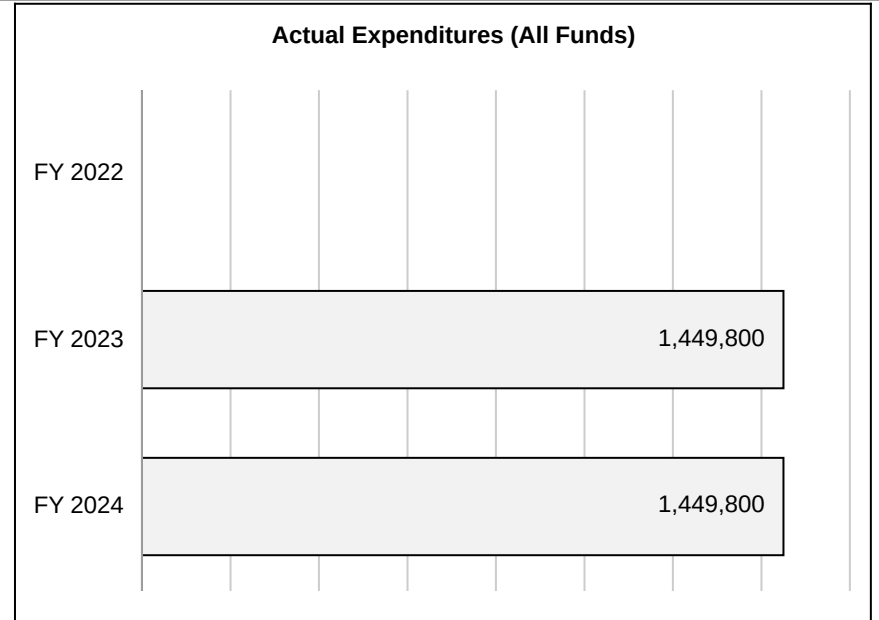 Actual Expenditures (All Funds)
FY 2022
FY 2023
1,449,800
FY 2024
1,449,800